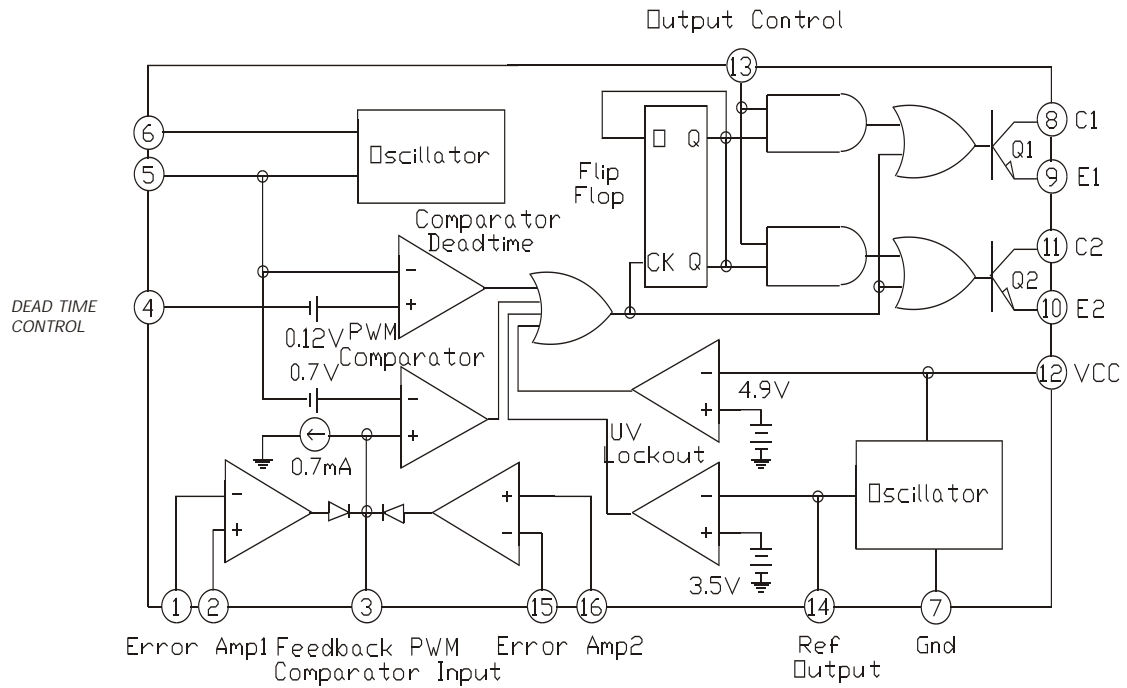 Output Control
13
6
5
Oscillator
Flip
Flop
D
Q
CK
Q
8
C1
Q1
9
E1
11
C2
Q2
10
E2
Comparator
Deadtime
-
+
DEAD TIME
CONTROL
4
0.12V
PWM
Comparator
0.7V
-
+
0.7mA
12
VCC
4.9V
-
+
UV
Lockout
-
+
3.5V
Oscillator
-
+
+
-
1
2
3
15
16
14
7
Error Amp1
Feedback PWM
Comparator Input
Error Amp2
Ref
Output
Gnd